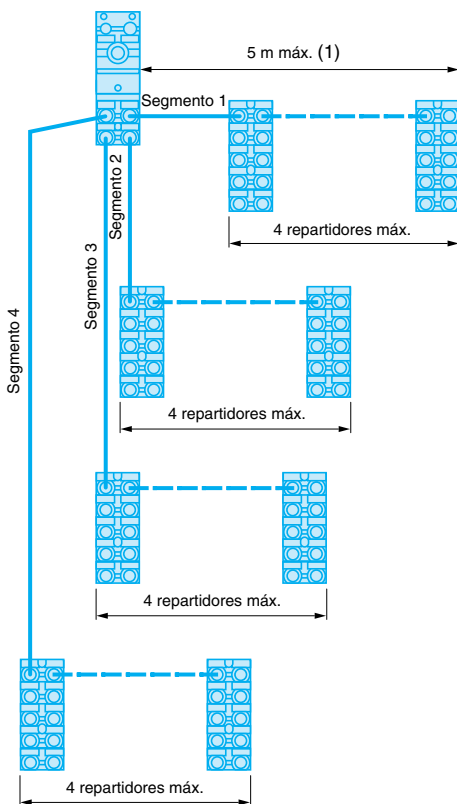 5 m máx. (1)
Segmento 1
4 repartidores máx.
Segmento 2
Segmento 3
Segmento 4
4 repartidores máx.
4 repartidores máx.
4 repartidores máx.